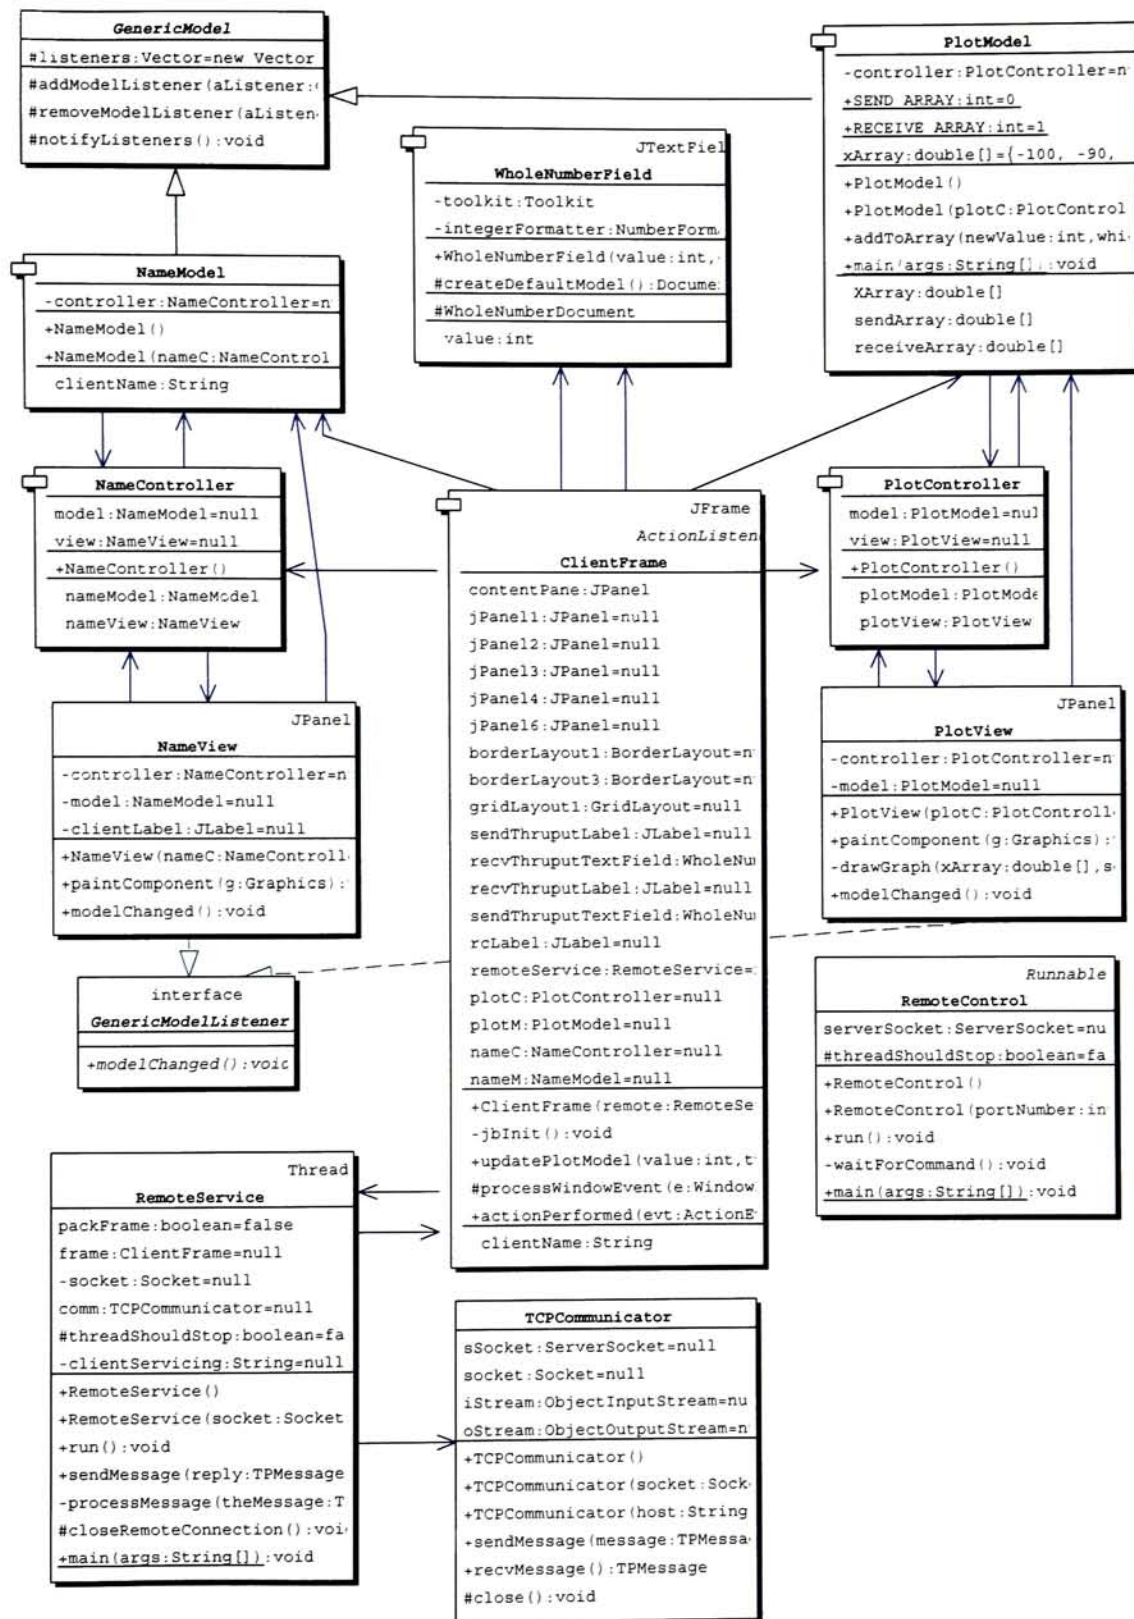 GenericModel
#listeners:Vector=new Vector
#addModelListener(aListener:
#removeModelListener(aListen
#notifyListeners():void
PlotModel
-controller:PlotController=n
+SEND ARRAY:int=0
+RECEIVE ARRAY:int=1
xArray:double[]={-100, -90,
+PlotModel()
+PlotModel(plotC:PlotControl
+addToArray(newValue:int,whi
+main(args:String[]):void
XArray:double[]
sendArray:double[]
receiveArray:double[]
JTextFiel
WholeNumberField
-toolkit:Toolkit
-integerFormatter:NumberForm
+WholeNumberField(value:int,
#createDefaultModel():Docume
#WholeNumberDocument
value:int
NameModel
-controller:NameController=n
+NameModel()
+NameModel(nameC:NameControl
clientName:String
NameController
model:NameModel=null
view:NameView=null
+NameController()
nameModel:NameModel
nameView:NameView
JFrame
ActionListen
ClientFrame
contentPane:JPanel
jPanel1:JPanel=null
jPanel2:JPanel=null
jPanel3:JPanel=null
jPanel4:JPanel=null
jPanel6:JPanel=null
borderLayout1:BorderLayout=n
borderLayout3:BorderLayout=n
gridLayout1:GridLayout=null
sendThruputLabel:JLabel=null
recvThruputTextField:WholeNu
recvThruputLabel:JLabel=null
sendThruputTextField:WholeNu
rcLabel:JLabel=null
remoteService:RemoteService=
plotC:PlotController=null
plotM:PlotModel=null
nameC:NameController=null
nameM:NameModel=null
+ClientFrame(remote:RemoteSe
-jbInit():void
+updatePlotModel(value:int,t
#processWindowEvent(e:Window
+actionPerformed(evt:ActionE
clientName:String
PlotController
model:PlotModel=nul
view:PlotView=null
+PlotController()
plotModel:PlotMode
plotView:PlotView
JPanel
NameView
-controller:NameController=n
-model:NameModel=null
-clientLabel:JLabel=null
+NameView(nameC:NameControll
+paintComponent(g:Graphics):
+modelChanged():void
JPanel
PlotView
-controller:PlotController=n
-model:PlotModel=null
+PlotView(plotC:PlotControll
+paintComponent(g:Graphics):
-drawGraph(xArray:double[],s
+modelChanged():void
interface
GenericModelListener
+modelChanged():voic
Runnable
RemoteControl
serverSocket:ServerSocket=nu
#threadShouldStop:boolean=fa
+RemoteControl()
+RemoteControl(portNumber:in
+run():void
-waitForCommand():void
+main(args:String[]):void
Thread
RemoteService
packFrame:boolean=false
frame:ClientFrame=null
-socket:Socket=null
comm:TCPCommunicator=null
#threadShouldStop:boolean=fa
-clientServicing:String=null
+RemoteService()
+RemoteService(socket:Socket
+run():void
+sendMessage(reply:TPMessage
-processMessage(theMessage:T
#closeRemoteConnection():voi
+main(args:String[]):void
TCPCommunicator
sSocket:ServerSocket=null
socket:Socket=null
iStream:ObjectInputStream=nu
oStream:ObjectOutputStream=n
+TCPCommunicator()
+TCPCommunicator(socket:Sock
+TCPCommunicator(host:String
+sendMessage(message:TPMessa
+recvMessage():TPMessage
#close():void